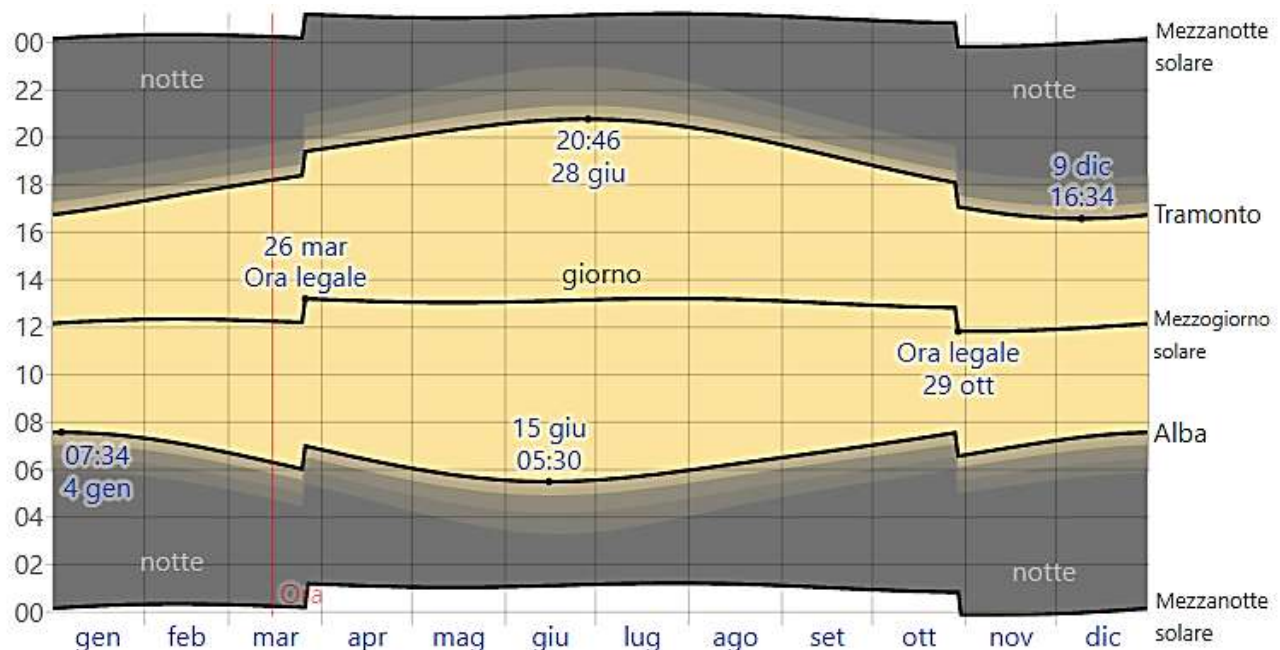 00
Mezzanotte
solare
notte
notte
22
20
20:46
28 giu
9 dic
16:34
18
Tramonto
16
26 mar
Ora legale
14
giorno
12
Mezzogiorno
solare
Ora legale
29 ott
10
08
15 giu
05:30
Alba
07:34
4 gen
06
04
02
notte
notte
Ora
00
Mezzanotte
solare
gen feb mar apr mag giu lug ago set ott nov dic